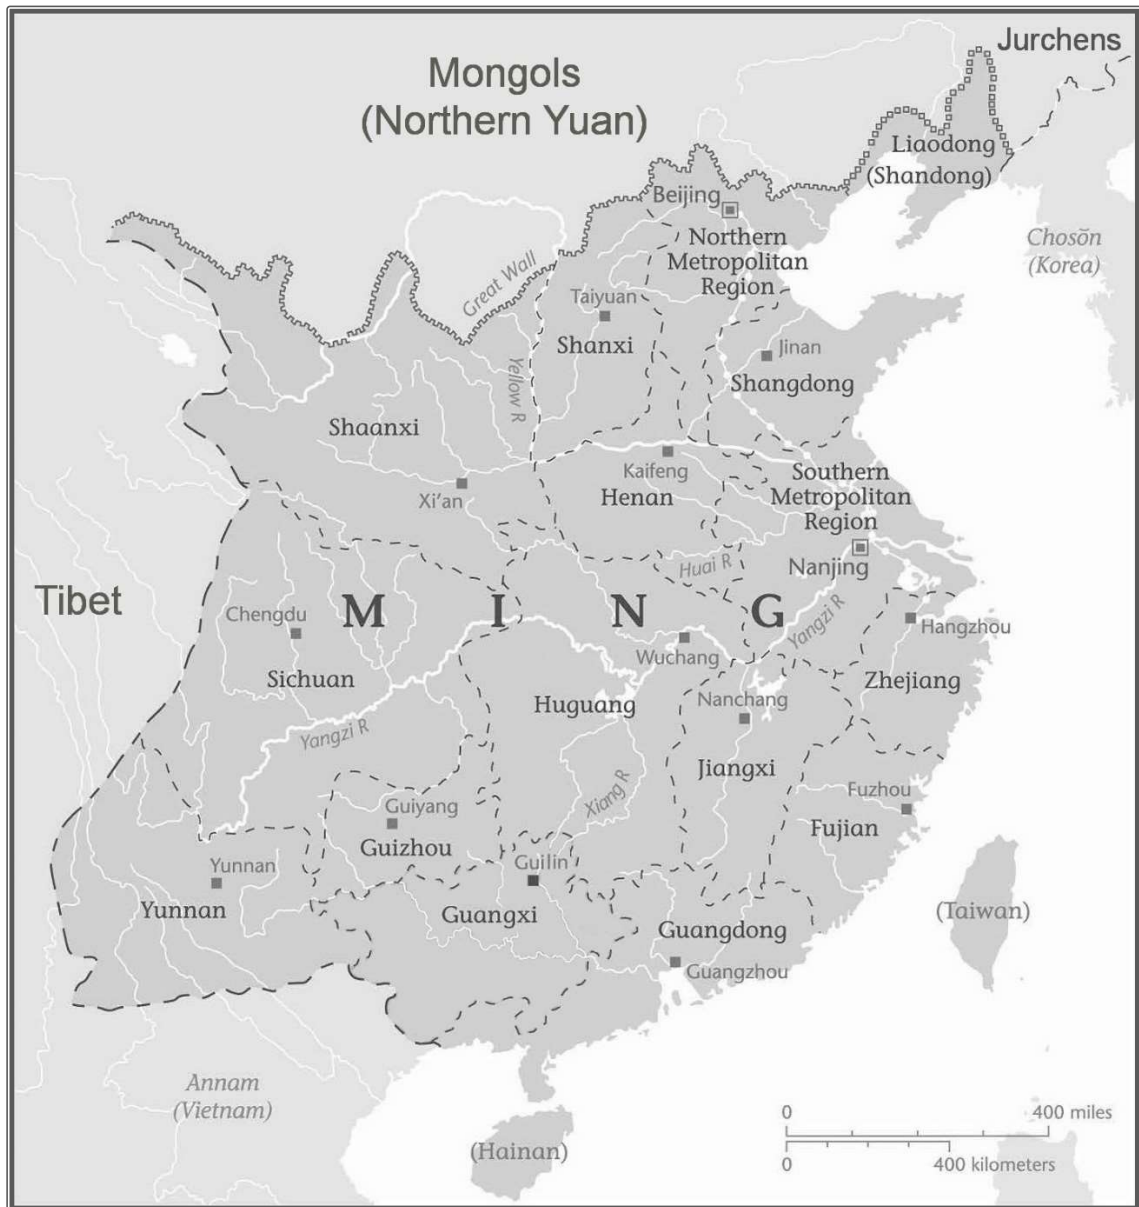 Jurchens
Mongols
(Northern Yuan)
Liaodong
(Shandong)
Beijing
Northern
Metropolitan
Region
Chosŏn
(Korea)
Great Wall
Taiyuan
Shanxi
Jinan
Shangdong
Yellow R
Shaanxi
Xi'an
Kaifeng
Henan
Southern
Metropolitan
Region
Huai R
Nanjing
Tibet
MING
Chengdu
Sichuan
Yangzi R
Hangzhou
Wuchang
Zhejiang
Huguang
Nanchang
Yangzi R
Jiangxi
Xiang R
Guiyang
Guizhou
Fuzhou
Fujian
Yunnan
Yunnan
Guilin
Guangxi
Guangdong
Guangzhou
(Taiwan)
Annam
(Vietnam)
(Hainan)
0 400 miles
0 400 kilometers